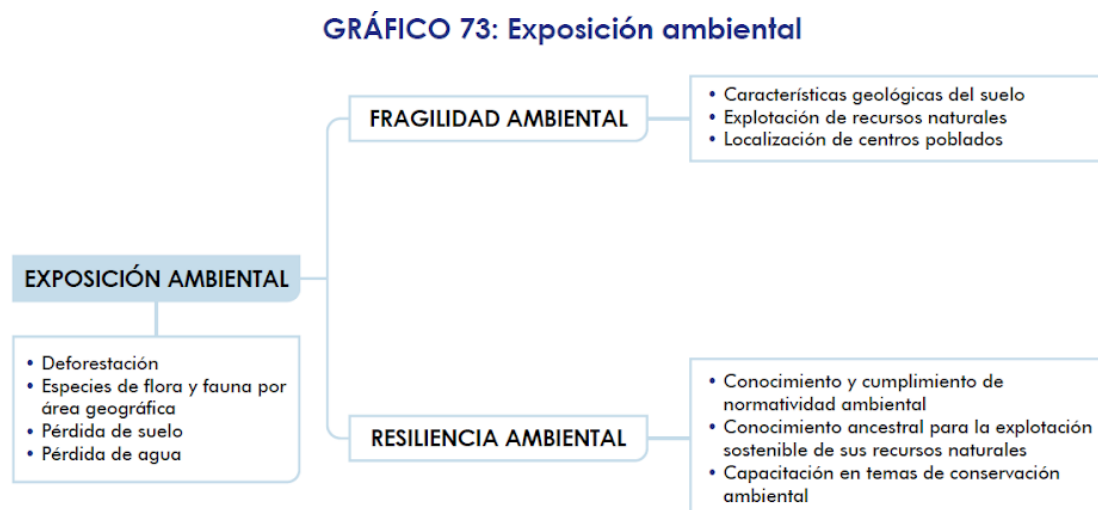 GRÁFICO 73: Exposición ambiental
FRAGILIDAD AMBIENTAL
• Características geológicas del suelo
• Explotación de recursos naturales
• Localización de centros poblados
EXPOSICIÓN AMBIENTAL
• Deforestación
• Especies de flora y fauna por
área geográfica
• Pérdida de suelo
• Pérdida de agua
RESILIENCIA AMBIENTAL
• Conocimiento y cumplimiento de
normatividad ambiental
• Conocimiento ancestral para la explotación
sostenible de sus recursos naturales
• Capacitación en temas de conservación
ambiental